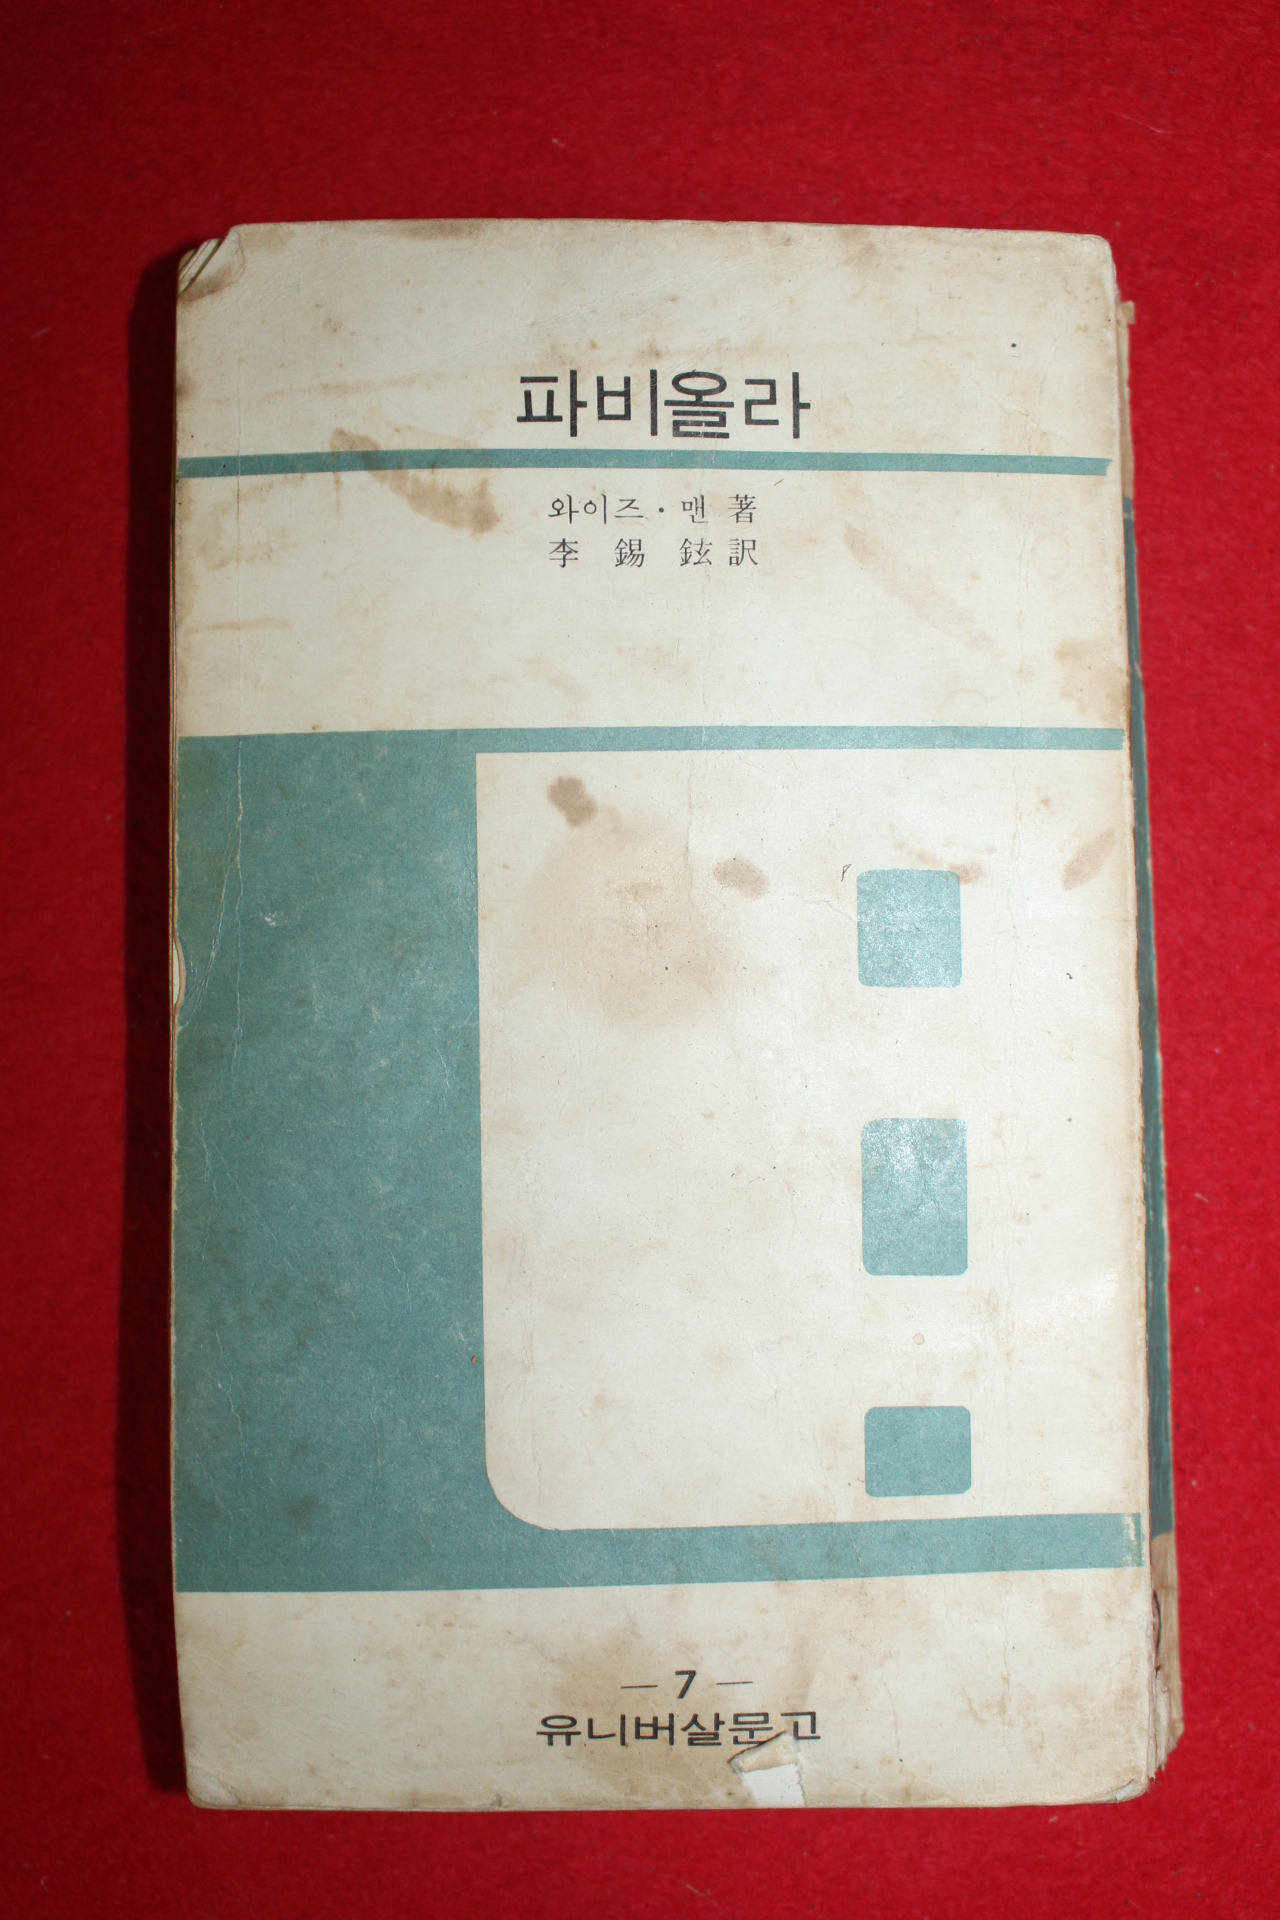 파비올라
와이즈·맨 著
李錫鉉訳
—7—
유니버살문고